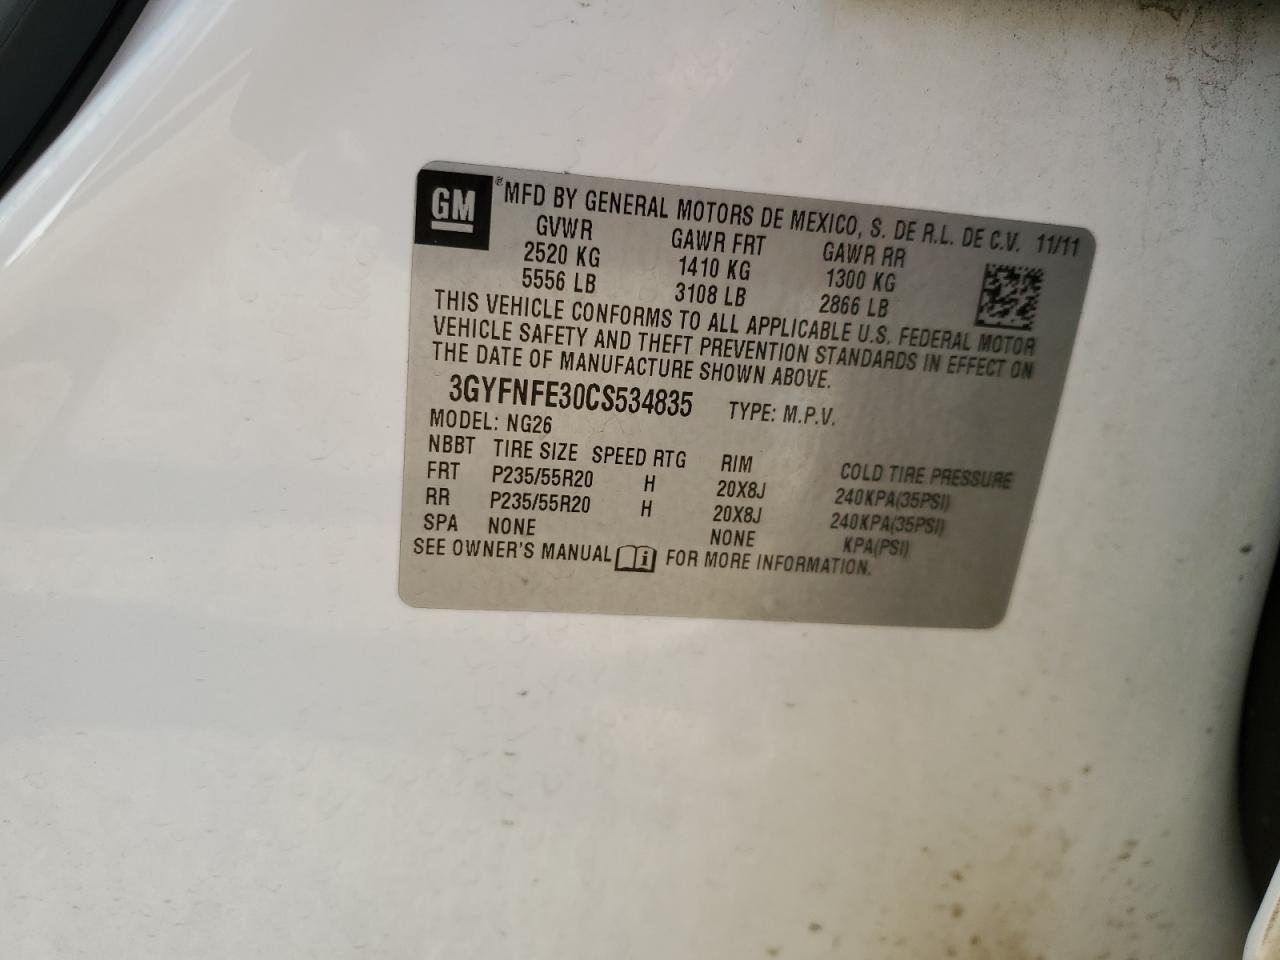 GM ® MFD BY GENERAL MOTORS DE MEXICO, S. DE R.L. DE C.V. 11/11
GVWR GAWR FRT GAWR RR
2520 KG 1410 KG 1300 KG
5556 LB 3108 LB 2866 LB
THIS VEHICLE CONFORMS TO ALL APPLICABLE U.S. FEDERAL MOTOR
VEHICLE SAFETY AND THEFT PREVENTION STANDARDS IN EFFECT ON
THE DATE OF MANUFACTURE SHOWN ABOVE.
3GYFNFE30CS534835 TYPE: M.P.V.
MODEL: NG26
NBBT TIRE SIZE SPEED RTG RIM COLD TIRE PRESSURE
FRT P235/55R20 H 20X8J 240KPA(35PSI)
RR P235/55R20 H 20X8J 240KPA(35PSI)
SPA NONE NONE KPA(PSI)
SEE OWNER'S MANUAL i FOR MORE INFORMATION.